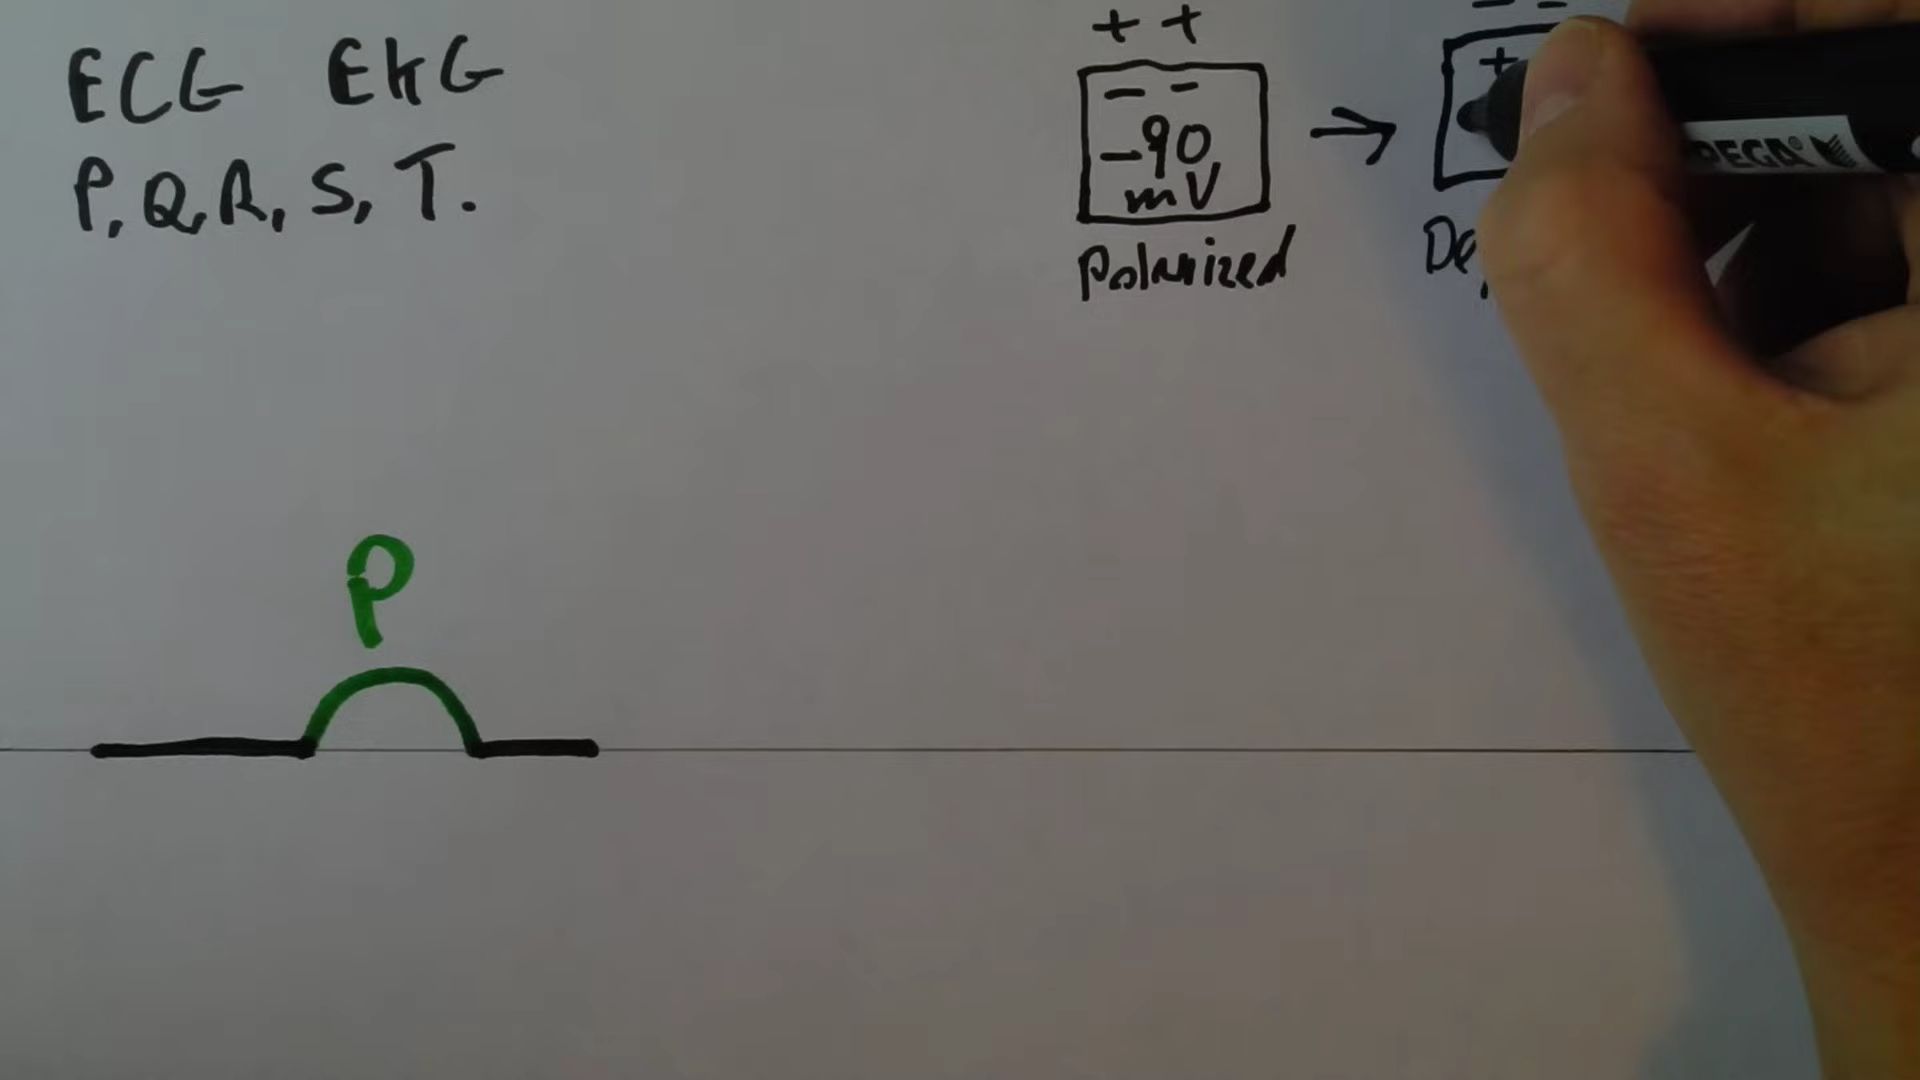 ECG EKG
P, Q, R, S, T.
+ +
− −
−90
mV
Polarized
− −
+
P